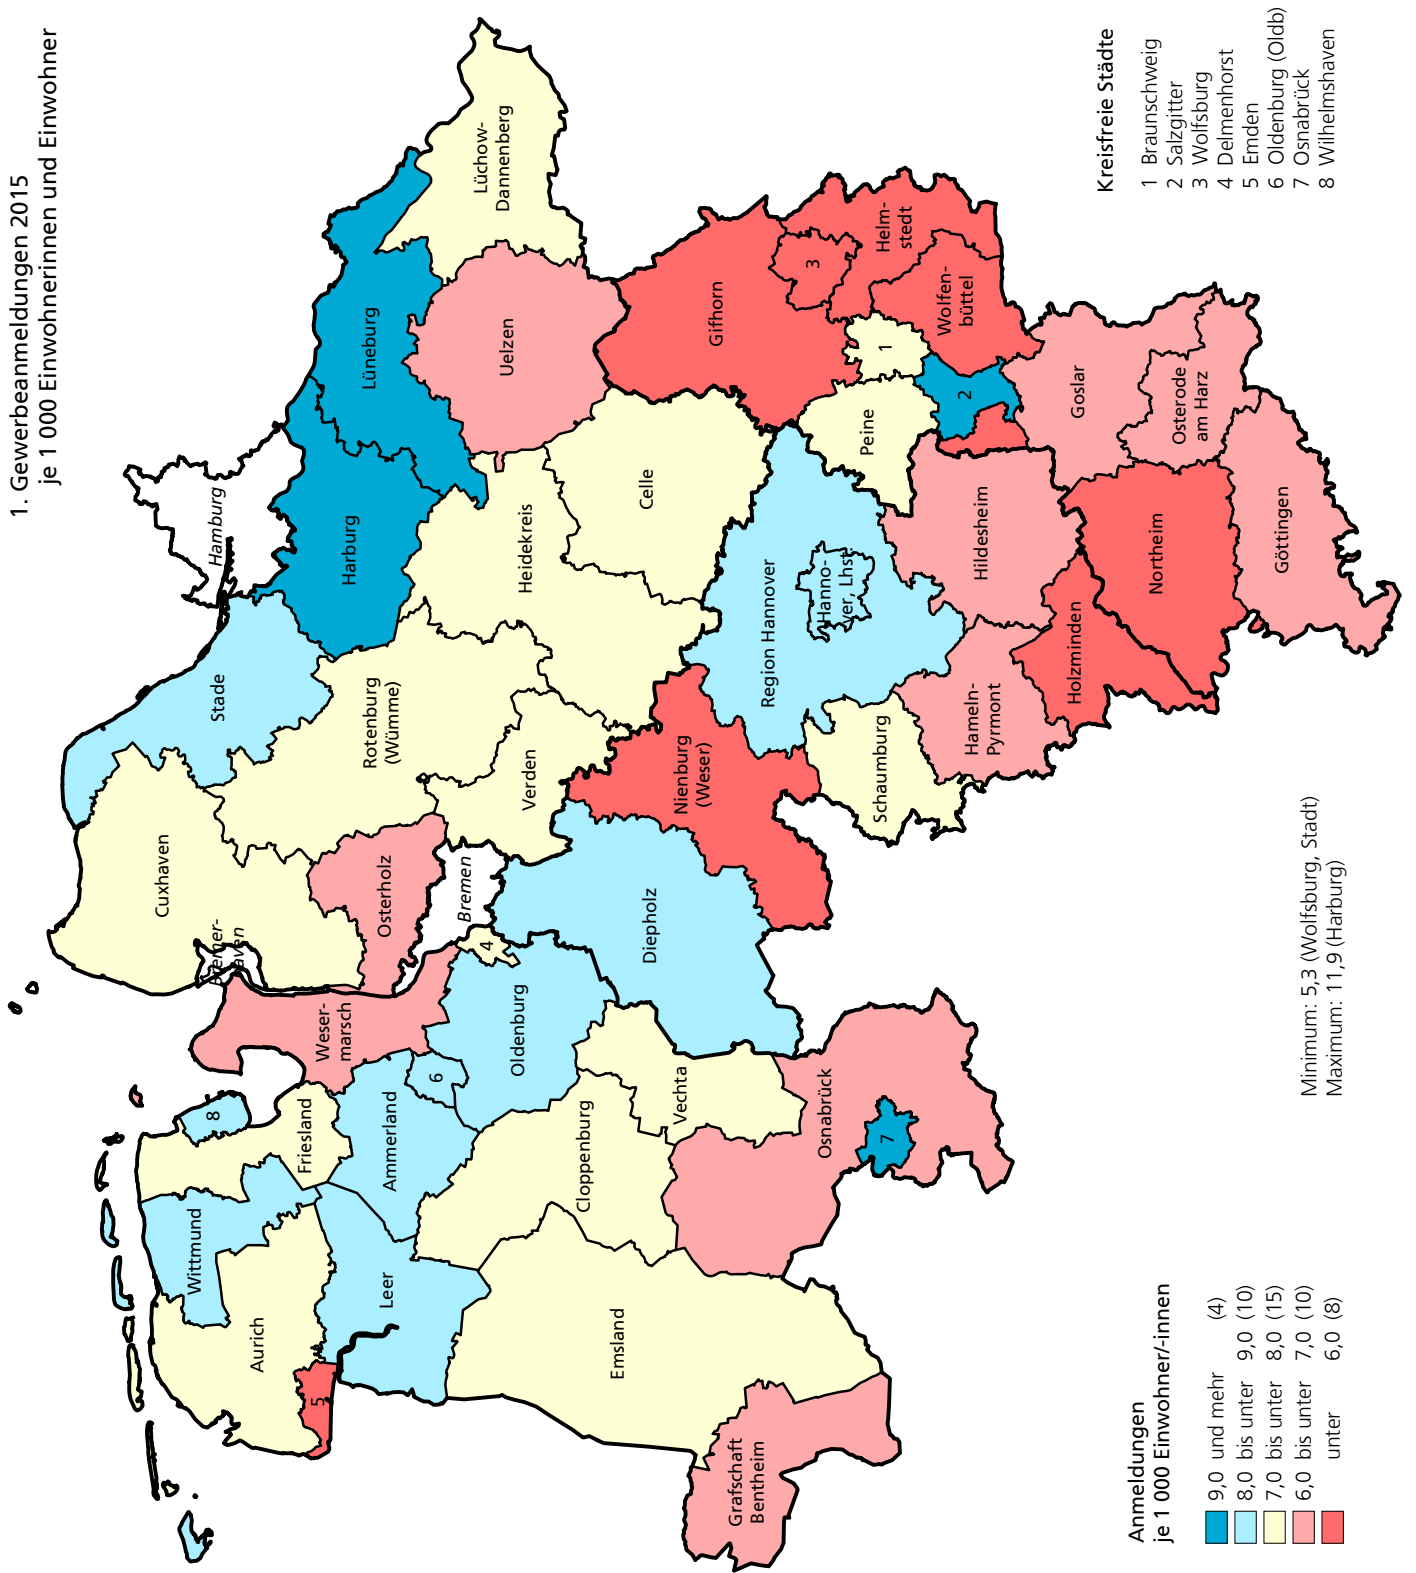 1. Gewerbeanmeldungen 2015
je 1 000 Einwohnerinnen und Einwohner
Hamburg
Stade
Cuxhaven
Bremer-
haven
Harburg
Lüneburg
Lüchow-
Dannenberg
Uelzen
Heidekreis
Rotenburg
(Wümme)
Osterholz
Bremen
Verden
Celle
Gifhorn
Weser-
marsch
Friesland
Wittmund
Aurich
Leer
Ammerland
Oldenburg
Cloppenburg
Vechta
Diepholz
Nienburg
(Weser)
Region Hannover
Hanno-
ver, Lhst
Peine
Helm-
stedt
Wolfen-
büttel
Schaumburg
Hameln-
Pyrmont
Hildesheim
Holzminden
Northeim
Goslar
Osterode
am Harz
Göttingen
Emsland
Grafschaft
Bentheim
Osnabrück
1
2
3
4
5
6
7
8
Kreisfreie Städte
1 Braunschweig
2 Salzgitter
3 Wolfsburg
4 Delmenhorst
5 Emden
6 Oldenburg (Oldb)
7 Osnabrück
8 Wilhelmshaven
Anmeldungen
je 1 000 Einwohner/-innen
9,0 und mehr (4)
8,0 bis unter 9,0 (10)
7,0 bis unter 8,0 (15)
6,0 bis unter 7,0 (10)
unter 6,0 (8)
Minimum: 5,3 (Wolfsburg, Stadt)
Maximum: 11,9 (Harburg)